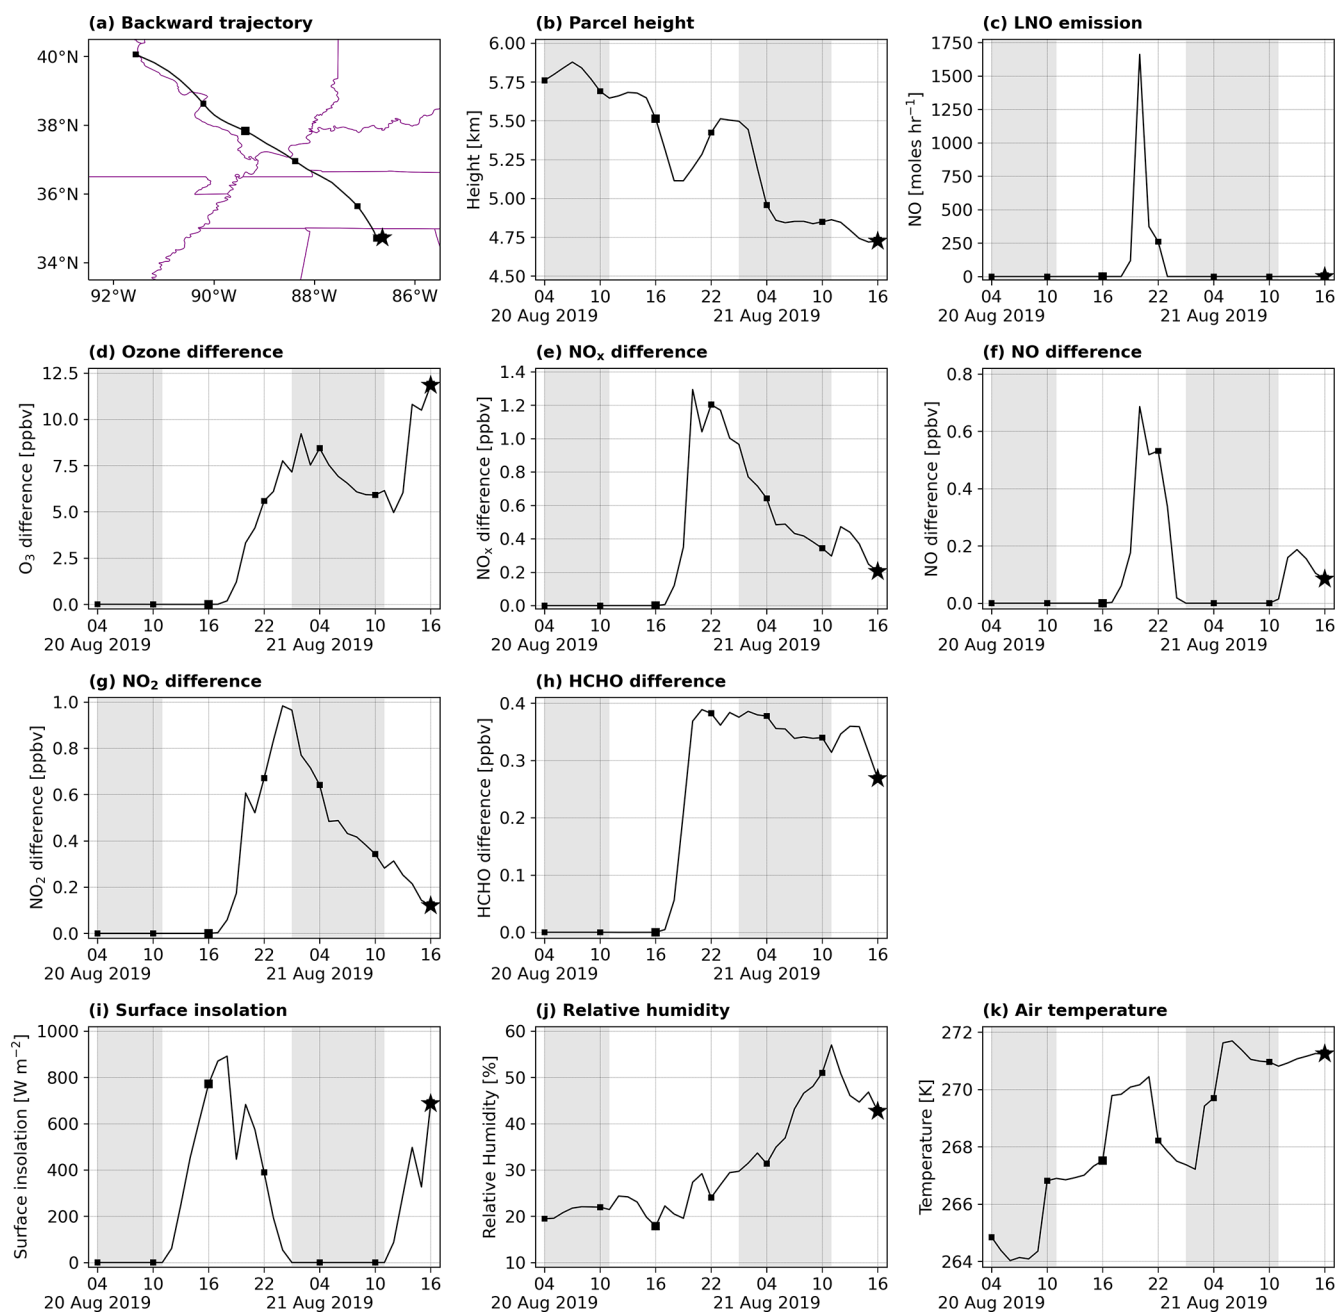 (a) Backward trajectory
40°N
38°N
36°N
34°N
92°W 90°W 88°W 86°W
(b) Parcel height
Height [km]
6.00
5.75
5.50
5.25
5.00
4.75
4.50
04 10 16 22 04 10 16
20 Aug 2019 21 Aug 2019
(c) LNO emission
NO [moles hr⁻¹]
1750
1500
1250
1000
750
500
250
0
04 10 16 22 04 10 16
20 Aug 2019 21 Aug 2019
(d) Ozone difference
O₃ difference [ppbv]
12.5
10.0
7.5
5.0
2.5
0.0
04 10 16 22 04 10 16
20 Aug 2019 21 Aug 2019
(e) NOₓ difference
NOₓ difference [ppbv]
1.4
1.2
1.0
0.8
0.6
0.4
0.2
0.0
04 10 16 22 04 10 16
20 Aug 2019 21 Aug 2019
(f) NO difference
NO difference [ppbv]
0.8
0.6
0.4
0.2
0.0
04 10 16 22 04 10 16
20 Aug 2019 21 Aug 2019
(g) NO₂ difference
NO₂ difference [ppbv]
1.0
0.8
0.6
0.4
0.2
0.0
04 10 16 22 04 10 16
20 Aug 2019 21 Aug 2019
(h) HCHO difference
HCHO difference [ppbv]
0.4
0.3
0.2
0.1
0.0
04 10 16 22 04 10 16
20 Aug 2019 21 Aug 2019
(i) Surface insolation
Surface insolation [W m⁻²]
1000
800
600
400
200
0
04 10 16 22 04 10 16
20 Aug 2019 21 Aug 2019
(j) Relative humidity
Relative Humidity [%]
60
50
40
30
20
10
04 10 16 22 04 10 16
20 Aug 2019 21 Aug 2019
(k) Air temperature
Temperature [K]
272
270
268
266
264
04 10 16 22 04 10 16
20 Aug 2019 21 Aug 2019